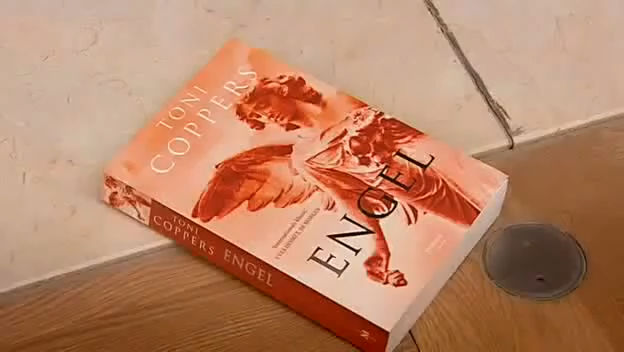 TONI
COPPERS
ENGEL
TONI
COPPERS ENGEL